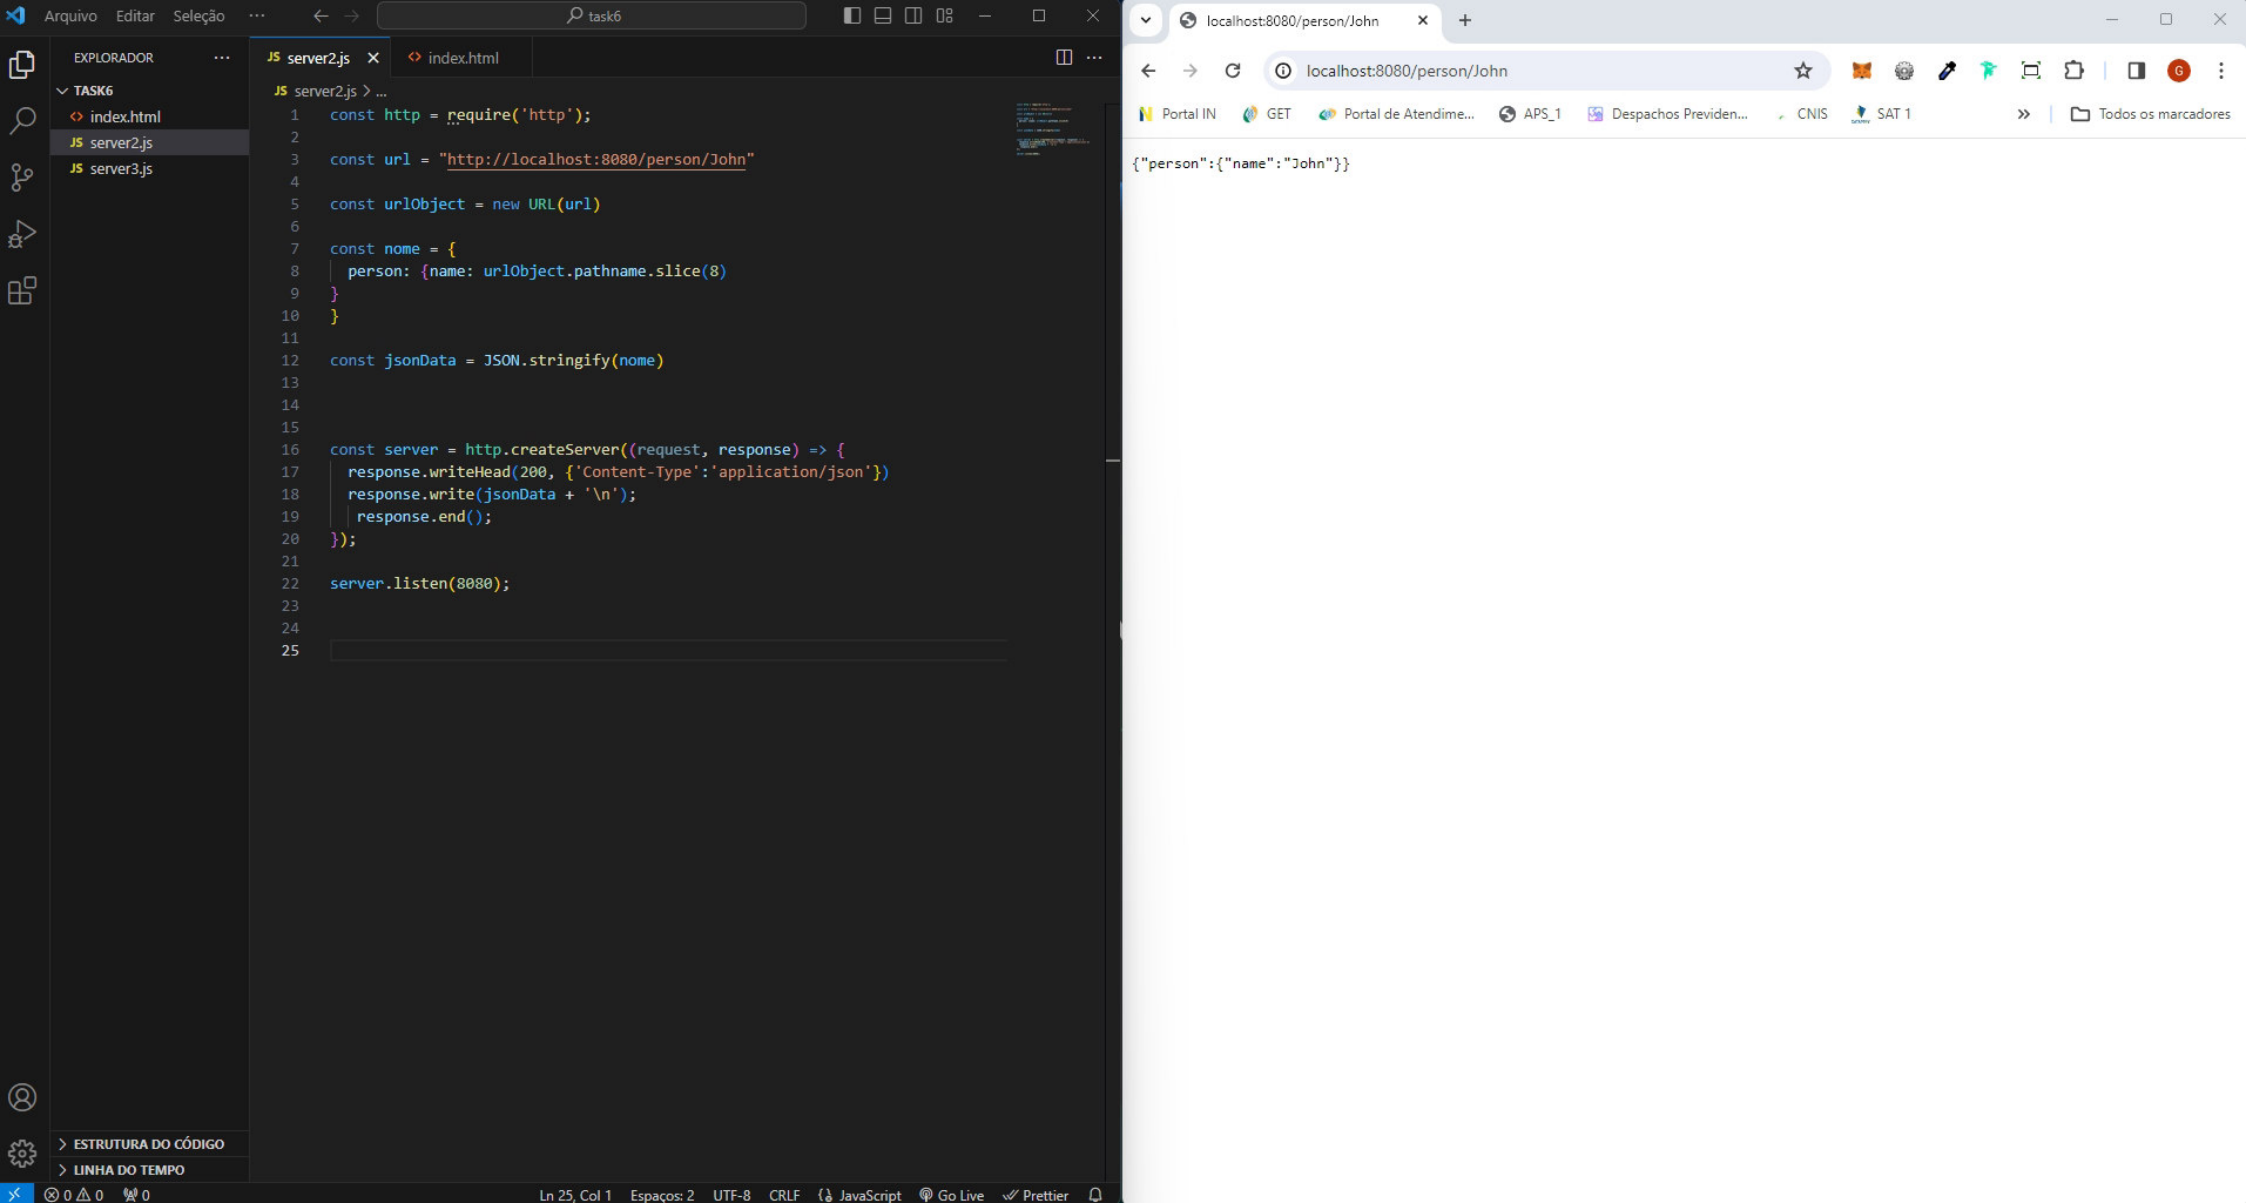 Arquivo Editar Seleção ··· task6
EXPLORADOR ···
TASK6
index.html
JS server2.js
JS server3.js
ESTRUTURA DO CÓDIGO
LINHA DO TEMPO
JS server2.js index.html ···
JS server2.js > ...
1 const http = require('http');
2
3 const url = "http://localhost:8080/person/John"
4
5 const urlObject = new URL(url)
6
7 const nome = {
8 person: {name: urlObject.pathname.slice(8)
9 }
10 }
11
12 const jsonData = JSON.stringify(nome)
13
14
15
16 const server = http.createServer((request, response) => {
17 response.writeHead(200, {'Content-Type':'application/json'})
18 response.write(jsonData + '\n');
19 response.end();
20 });
21
22 server.listen(8080);
23
24
25
0 0 0 Ln 25, Col 1 Espaços: 2 UTF-8 CRLF JavaScript Go Live Prettier
localhost:8080/person/John
localhost:8080/person/John G
Portal IN GET Portal de Atendime... APS_1 Despachos Previden... CNIS SAT 1 » Todos os marcadores
{"person":{"name":"John"}}